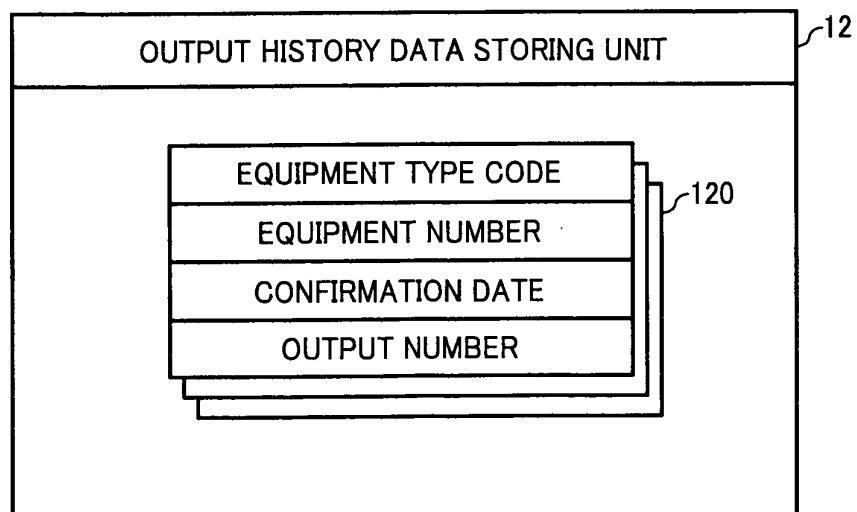 OUTPUT HISTORY DATA STORING UNIT
12
EQUIPMENT TYPE CODE
120
EQUIPMENT NUMBER
CONFIRMATION DATE
OUTPUT NUMBER